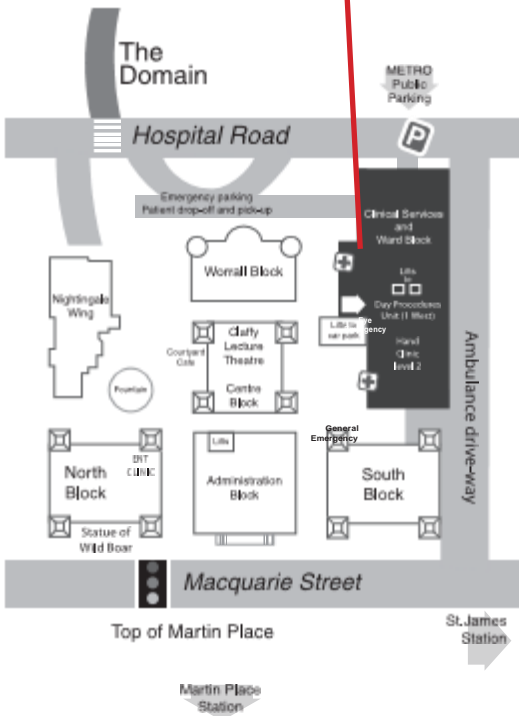 The
Domain
METRO
Public
Parking
P
Hospital Road
Emergency parking
Patient drop-off and pick-up
Clinical Services
and
Ward Block
Worrall Block
Nightingale
Wing
Lifts
to
Day Procedures
Unit (1 West)
Eye
Lifts to
car park
Hand
Clinic
level 2
Claffy
Lecture
Theatre
Courtyard
Cafe
Centre
Block
Fountain
Ambulance drive-way
General
Emergency
ENT
CLINIC
Lifts
North
Block
Administration
Block
South
Block
Statue of
Wild Boar
Macquarie Street
Top of Martin Place
St.James
Station
Martin Place
Station